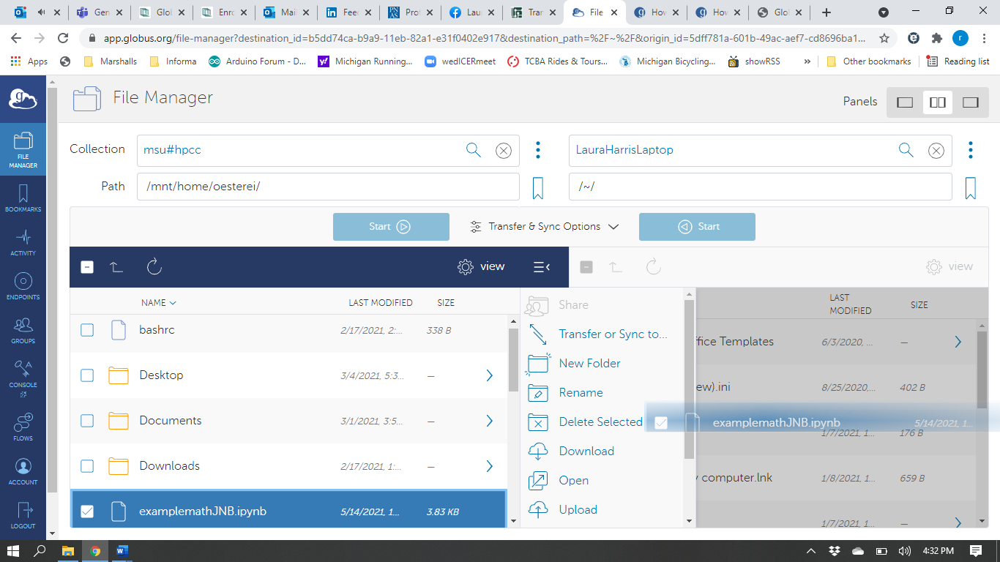 Gen
Glol
Enro
Mai
Feec
Prot
Lau
Tran
File
How
How
Glol
app.globus.org/file-manager?destination_id=b5dd74ca-b9a9-11eb-82a1-e31f0402e917&destination_path=%2F~%2F&origin_id=5dff781a-601b-49ac-aef7-cd8696ba1...
r
Apps Marshalls Informa Arduino Forum - D... Michigan Running... wedICERmeet TCBA Rides & Tours... Michigan Bicycling... showRSS » Other bookmarks Reading list
File Manager
Panels
FILE
MANAGER
BOOKMARKS
ACTIVITY
ENDPOINTS
GROUPS
CONSOLE
FLOWS
ACCOUNT
LOGOUT
Collection msu#hpcc LauraHarrisLaptop
Path /mnt/home/oesterei/ /~/
Start Transfer & Sync Options Start
view view
NAME LAST MODIFIED SIZE
bashrc 2/17/2021, 2:... 338 B
Desktop 3/4/2021, 5:3... —
Documents 3/1/2021, 3:5... —
Downloads 2/17/2021, 1:... —
examplemathJNB.ipynb 5/14/2021, 1... 3.83 KB
Share
Transfer or Sync to...
New Folder
Rename
Delete Selected
Download
Open
Upload
LAST
MODIFIED SIZE
ffice Templates 6/3/2020, ... —
ew).ini 8/25/2020,... 402 B
examplemathJNB.ipynb 5/14/2021, 1...
1/7/2021, 1... 176 B
y computer.lnk 1/8/2021, 1... 659 B
1/7/2021, 1... —
4:32 PM